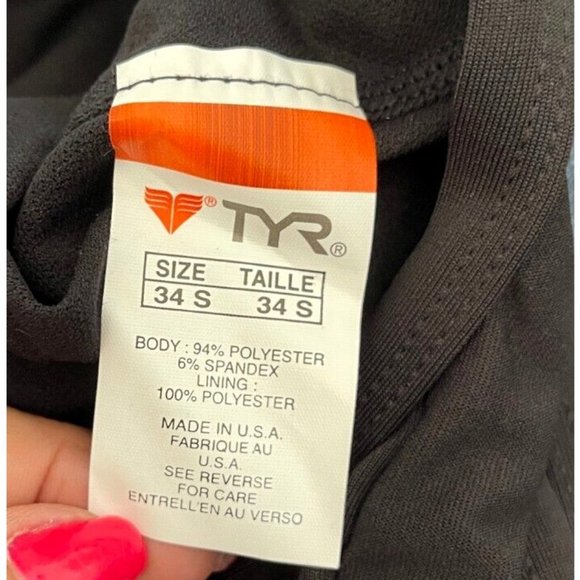 TYR®
SIZE TAILLE
34 S 34 S
BODY : 94% POLYESTER
6% SPANDEX
LINING :
100% POLYESTER
MADE IN U.S.A.
FABRIQUE AU
U.S.A.
SEE REVERSE
FOR CARE
ENTRELL'EN AU VERSO